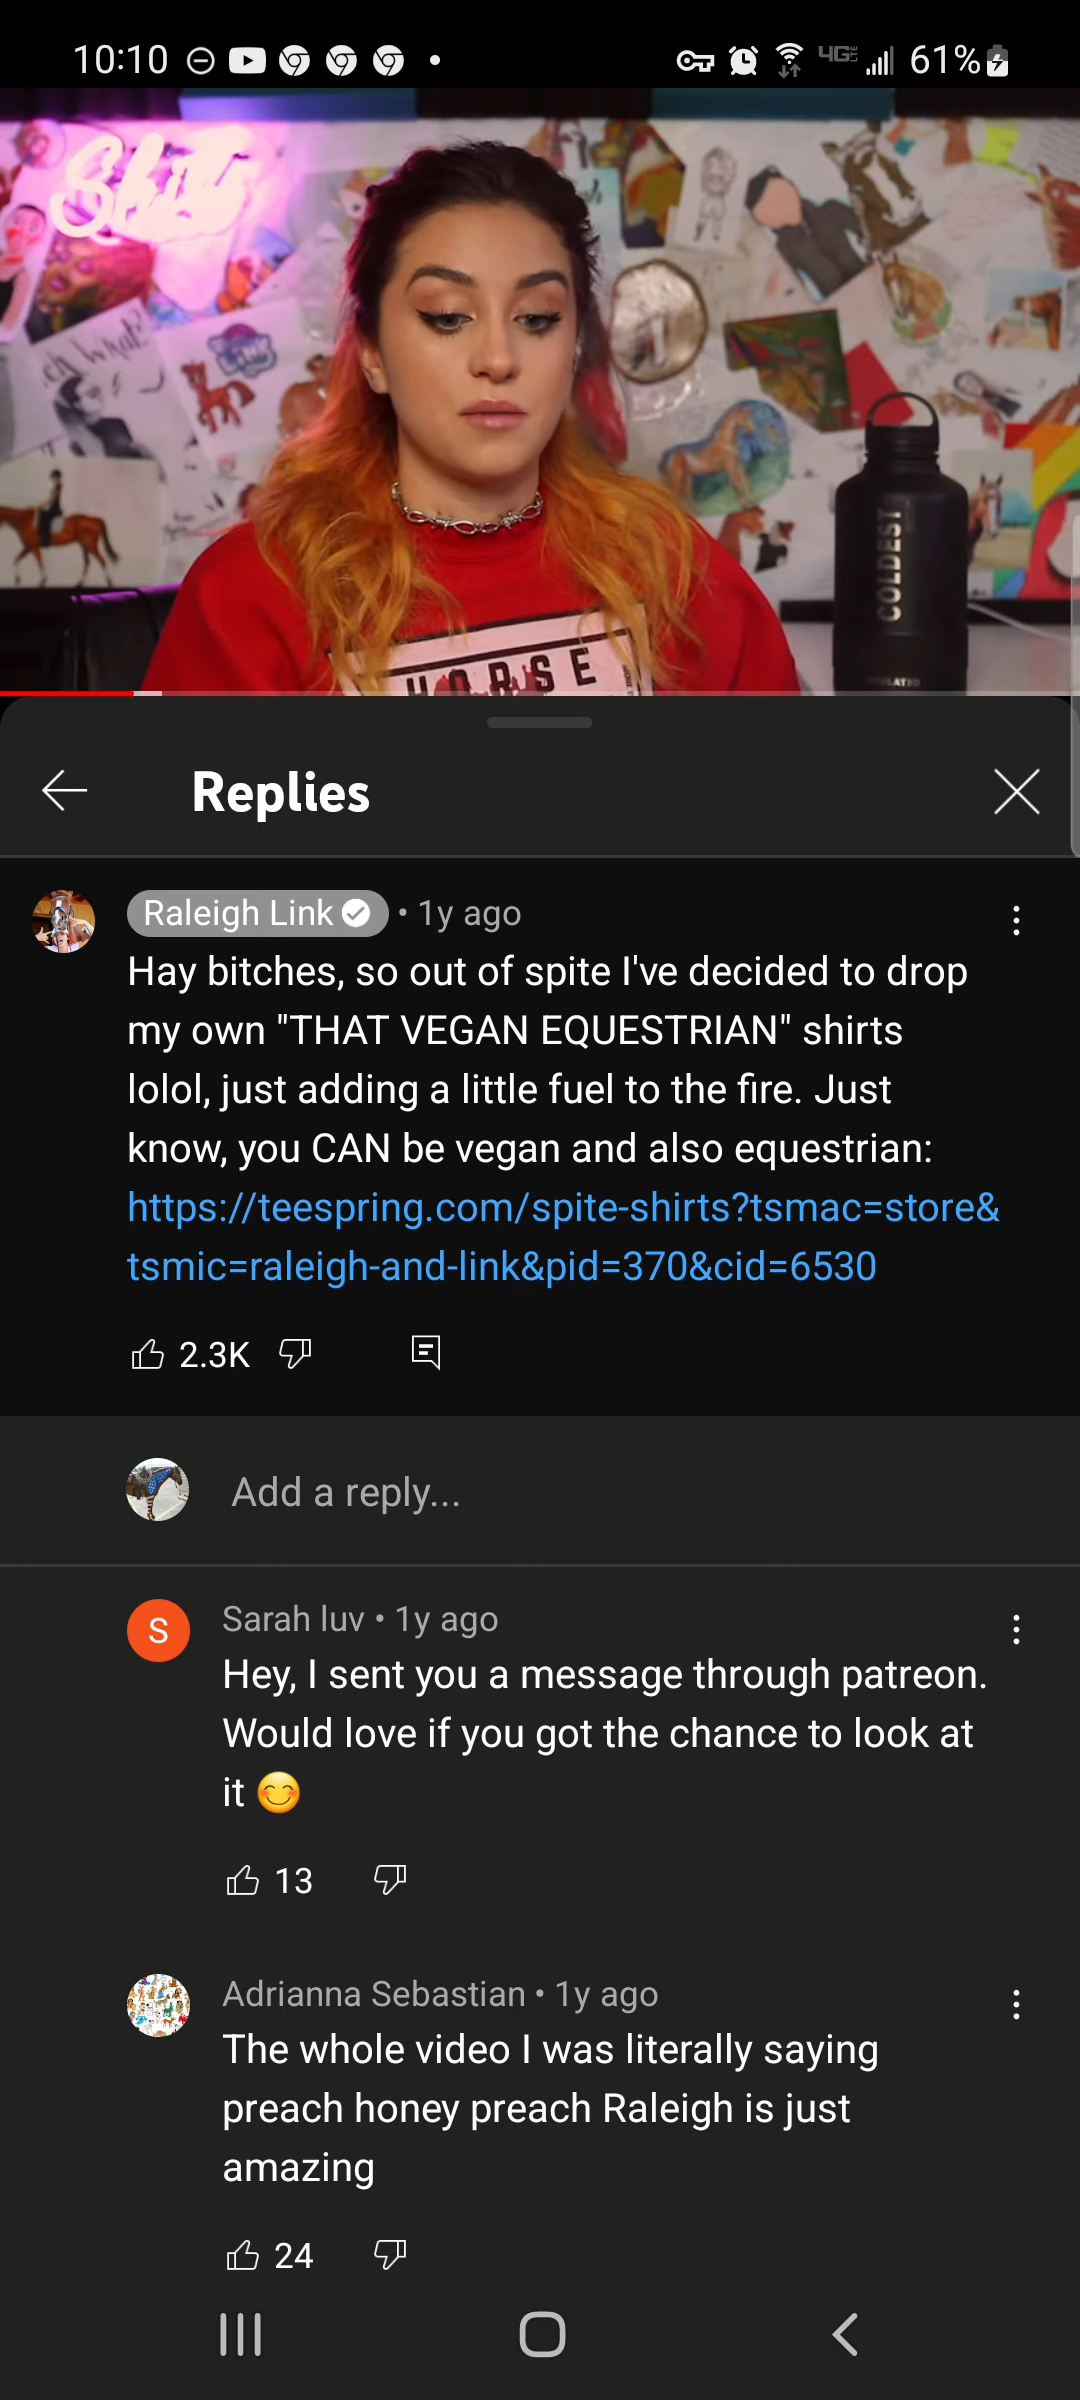 10:10
4G
61%
Shit
eh What?
COLDEST
HORSE
Replies
Raleigh Link • 1y ago
Hay bitches, so out of spite I've decided to drop
my own "THAT VEGAN EQUESTRIAN" shirts
lolol, just adding a little fuel to the fire. Just
know, you CAN be vegan and also equestrian:
https://teespring.com/spite-shirts?tsmac=store&
tsmic=raleigh-and-link&pid=370&cid=6530
2.3K
Add a reply...
S
Sarah luv • 1y ago
Hey, I sent you a message through patreon.
Would love if you got the chance to look at
it 😊
13
Adrianna Sebastian • 1y ago
The whole video I was literally saying
preach honey preach Raleigh is just
amazing
24